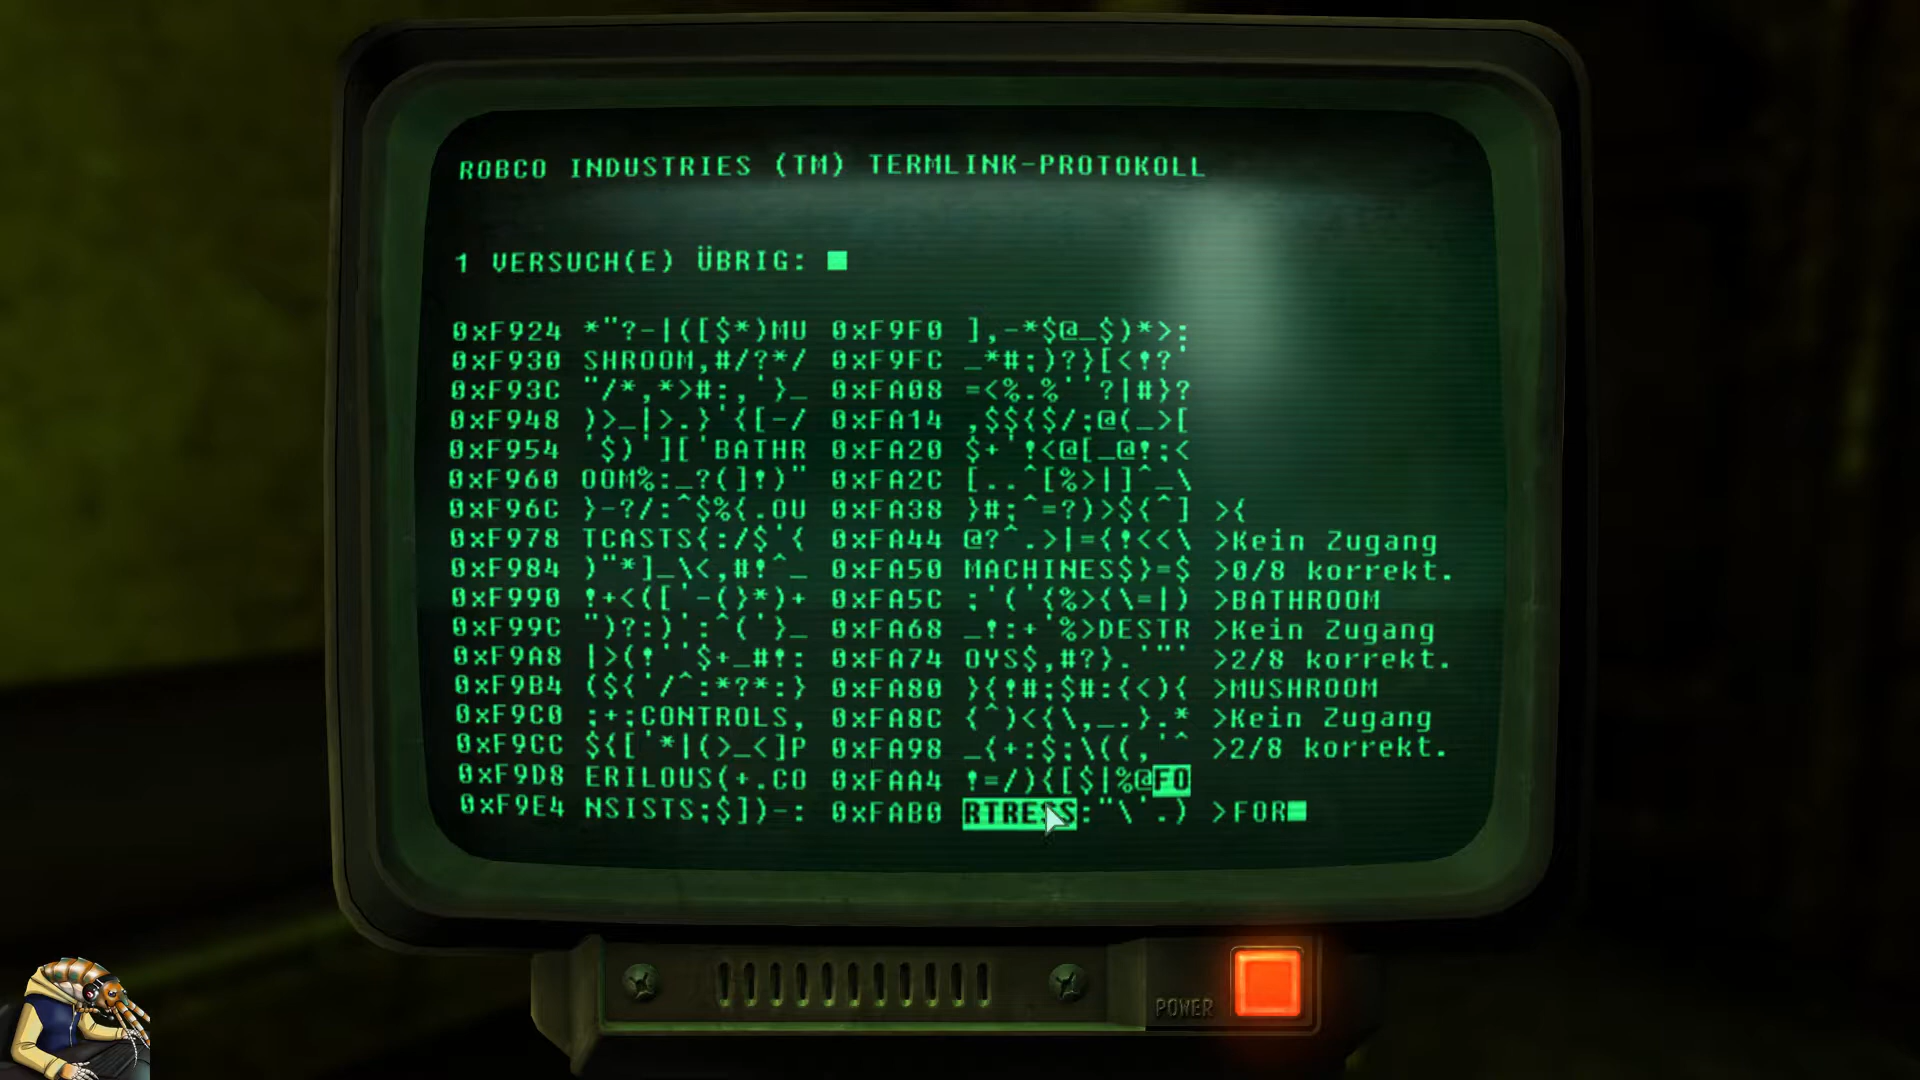 ROBCO INDUSTRIES (TM) TERMLINK-PROTOKOLL
1 VERSUCH(E) ÜBRIG:
0xF924 *"?-|([$*)MU 0xF9F0 ],-*$@_$)*>:
0xF930 SHROOM,#/?*/ 0xF9FC _*#;)?}[<!?'
0xF93C "/*,*>#:,'}_ 0xFA08 =<%.%''?|#}?
0xF948 )>_|>.}'{[-/ 0xFA14 ,$${$/;@(_>[
0xF954 '$)']['BATHR 0xFA20 $+'!<@[_@!;<
0xF960 OOM%:_?(]!)" 0xFA2C [..^[%>|]^_\
0xF96C }-?/:^$%{.OU 0xFA38 }#;^=?)>${^] >{
0xF978 TCASTS{:/$'{ 0xFA44 @?^.>|={!<<\ >Kein Zugang
0xF984 )"*]_\<,#!^_ 0xFA50 MACHINES$}=$ >0/8 korrekt.
0xF990 !+<(['-(}*)+ 0xFA5C ;'('{%>{\=|) >BATHROOM
0xF99C ")?:)':^('}_ 0xFA68 _!:+'%>DESTR >Kein Zugang
0xF9A8 |>(!''$+_#!: 0xFA74 OYS$,#?}.'"' >2/8 korrekt.
0xF9B4 (${'/^:*?*:} 0xFA80 }{!#;$#:{<){ >MUSHROOM
0xF9C0 ;+;CONTROLS, 0xFA8C {^)<{\,_.}.* >Kein Zugang
0xF9CC ${['*|(>_<]P 0xFA98 _{+:$;\((,'^ >2/8 korrekt.
0xF9D8 ERILOUS(+.CO 0xFAA4 !=/){[$|%@FO
0xF9E4 NSISTS;$])-: 0xFAB0 RTRESS:"\'.) >FOR
POWER